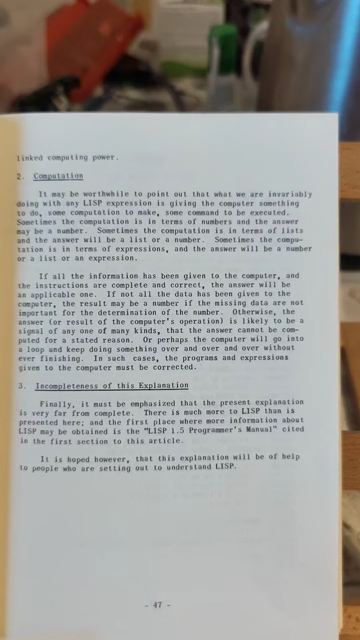 linked computing power.
2. Computation
It may be worthwhile to point out that what we are invariably
doing with any LISP expression is giving the computer something
to do, some computation to make, some command to be executed.
Sometimes the computation is in terms of numbers and the answer
may be a number. Sometimes the computation is in terms of lists
and the answer will be a list or a number. Sometimes the compu-
tation is in terms of expressions, and the answer will be a number
or a list or an expression.
If all the information has been given to the computer, and
the instructions are complete and correct, the answer will be
an applicable one. If not all the data has been given to the
computer, the result may be a number if the missing data are not
important for the determination of the number. Otherwise, the
answer (or result of the computer's operation) is likely to be a
signal of any one of many kinds, that the answer cannot be com-
puted for a stated reason. Or perhaps the computer will go into
a loop and keep doing something over and over and over without
ever finishing. In such cases, the programs and expressions
given to the computer must be corrected.
3. Incompleteness of this Explanation
Finally, it must be emphasized that the present explanation
is very far from complete. There is much more to LISP than is
presented here; and the first place where more information about
LISP may be obtained is the "LISP 1.5 Programmer's Manual" cited
in the first section to this article.
It is hoped however, that this explanation will be of help
to people who are setting out to understand LISP.
- 47 -